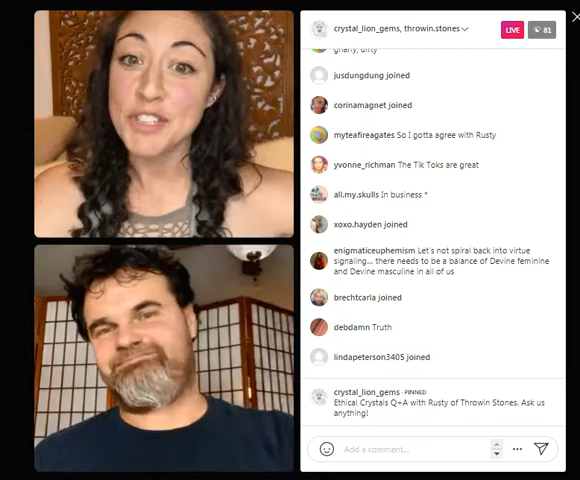 crystal_lion_gems, throwin.stones
LIVE
81
gnarly, dirty
jusdungdung joined
corinamagnet joined
myteafireagates So I gotta agree with Rusty
yvonne_richman The Tik Toks are great
all.my.skulls In business *
xoxo.hayden joined
enigmaticeuphemism Let's not spiral back into virtue
signaling... there needs to be a balance of Devine feminine
and Devine masculine in all of us
brechtcarla joined
debdamn Truth
lindapeterson3405 joined
crystal_lion_gems · PINNED
Ethical Crystals Q+A with Rusty of Throwin Stones. Ask us
anything!
Add a comment...